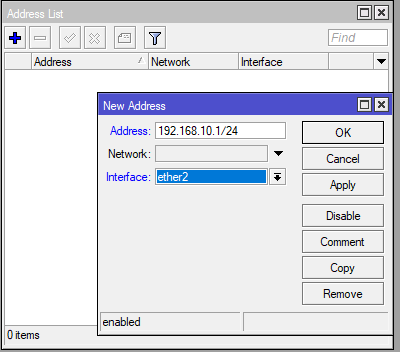 Address List
Find
Address Network Interface
New Address
Address: 192.168.10.1/24
Network:
Interface: ether2
OK
Cancel
Apply
Disable
Comment
Copy
Remove
enabled
0 items